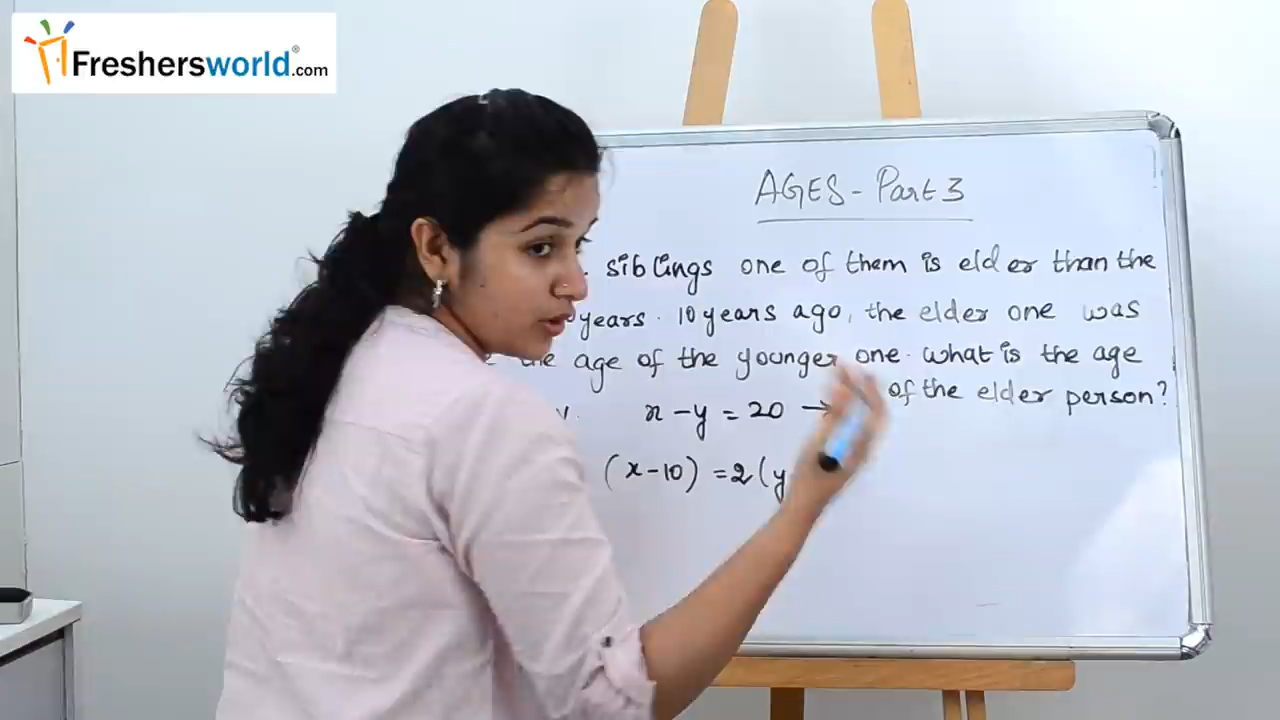 Freshersworld.com
AGES - Part 3
siblings one of them is elder than the
years. 10 years ago, the elder one was
the age of the younger one. what is the age
of the elder person?
x - y = 20 →
(x - 10) = 2 (y